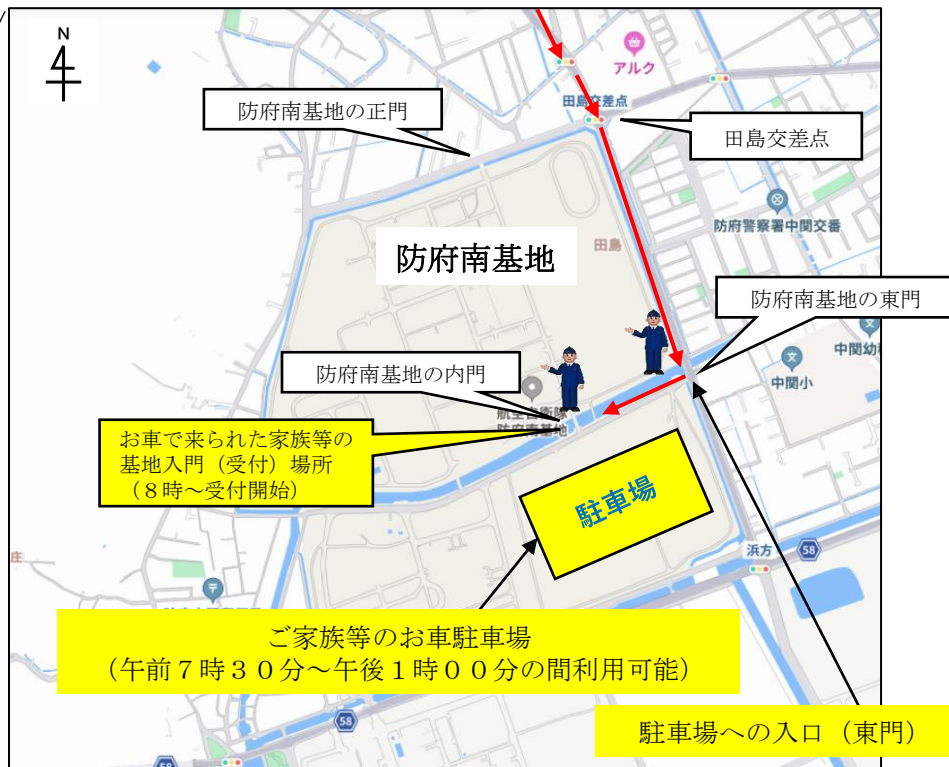 N
アルク
田島交差点
防府南基地の正門
田島交差点
防府警察署中関交番
防府南基地
田島
防府南基地の東門
中関幼
中関小
防府南基地の内門
航空自衛隊
防府南基地
お車で来られた家族等の
基地入門（受付）場所
（８時～受付開始）
駐車場
浜方
58
庄
ご家族等のお車駐車場
（午前７時３０分～午後１時００分の間利用可能）
58
駐車場への入口（東門）
58